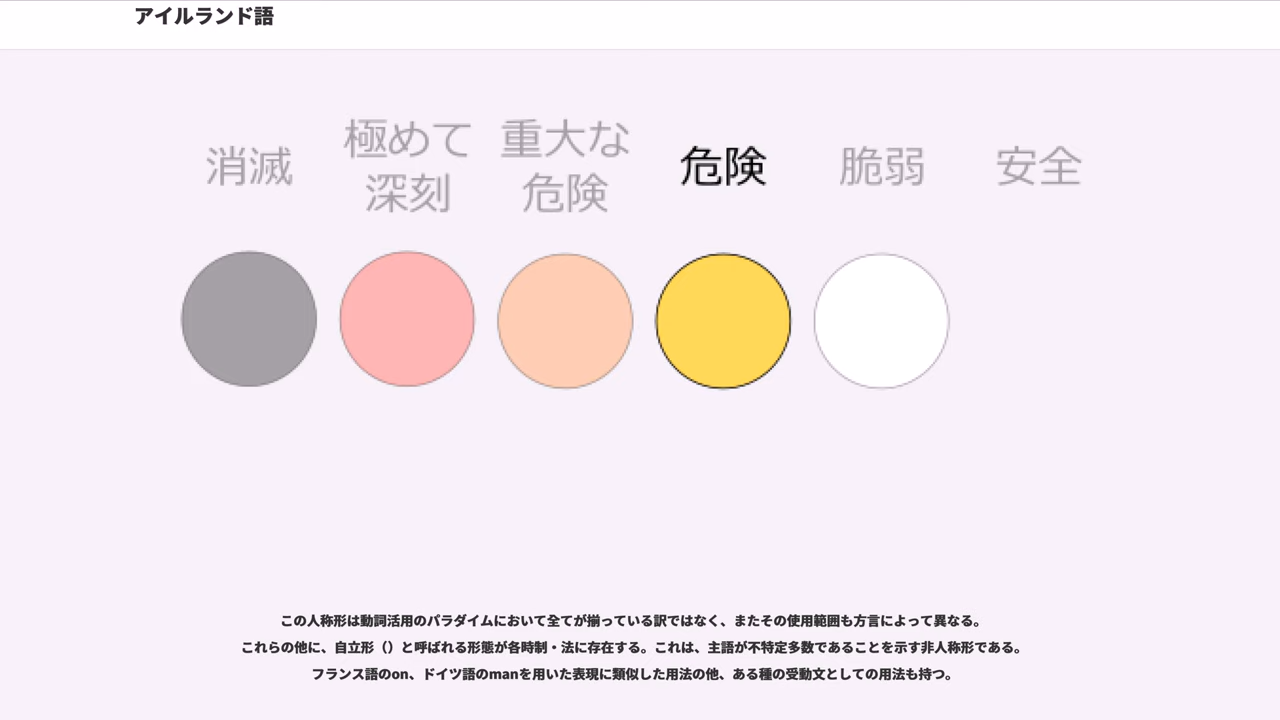 アイルランド語
消滅
極めて
深刻
重大な
危険
危険
脆弱
安全
この人称形は動詞活用のパラダイムにおいて全てが揃っている訳ではなく、またその使用範囲も方言によって異なる。
これらの他に、自立形（）と呼ばれる形態が各時制・法に存在する。これは、主語が不特定多数であることを示す非人称形である。
フランス語のon、ドイツ語のmanを用いた表現に類似した用法の他、ある種の受動文としての用法も持つ。